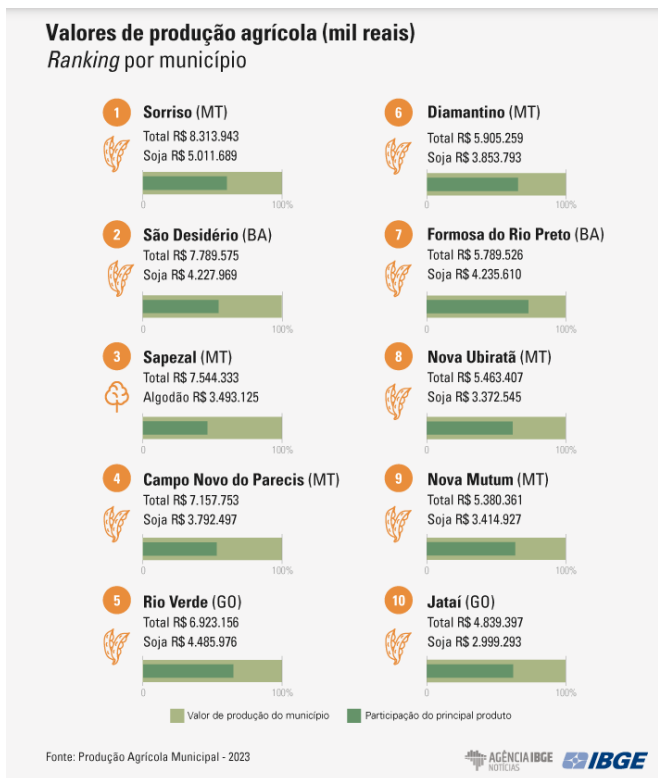 Valores de produção agrícola (mil reais)
Ranking por município
1
Sorriso (MT)
Total R$ 8.313.943
Soja R$ 5.011.689
0
100%
2
São Desidério (BA)
Total R$ 7.789.575
Soja R$ 4.227.969
0
100%
3
Sapezal (MT)
Total R$ 7.544.333
Algodão R$ 3.493.125
0
100%
4
Campo Novo do Parecis (MT)
Total R$ 7.157.753
Soja R$ 3.792.497
0
100%
5
Rio Verde (GO)
Total R$ 6.923.156
Soja R$ 4.485.976
0
100%
6
Diamantino (MT)
Total R$ 5.905.259
Soja R$ 3.853.793
0
100%
7
Formosa do Rio Preto (BA)
Total R$ 5.789.526
Soja R$ 4.235.610
0
100%
8
Nova Ubiratã (MT)
Total R$ 5.463.407
Soja R$ 3.372.545
0
100%
9
Nova Mutum (MT)
Total R$ 5.380.361
Soja R$ 3.414.927
0
100%
10
Jataí (GO)
Total R$ 4.839.397
Soja R$ 2.999.293
0
100%
Valor de produção do município
Participação do principal produto
Fonte: Produção Agrícola Municipal - 2023
AGÊNCIA IBGE
NOTÍCIAS
IBGE